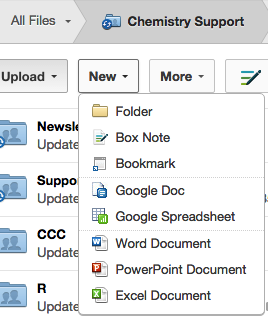 All Files
Chemistry Support
Upload
New
More
Folder
Box Note
Bookmark
Google Doc
Google Spreadsheet
Word Document
PowerPoint Document
Excel Document
Newsle
Update
Suppo
Update
CCC
Update
R
Update